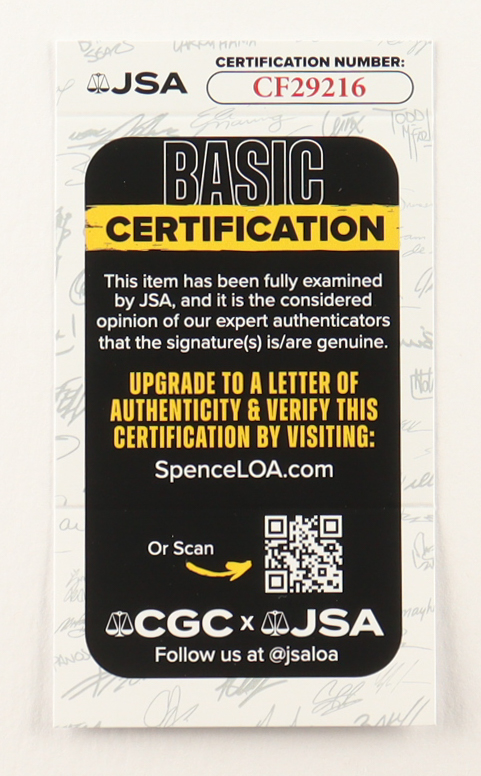 JSA
CERTIFICATION NUMBER:
CF29216
BASIC
CERTIFICATION
This item has been fully examined
by JSA, and it is the considered
opinion of our expert authenticators
that the signature(s) is/are genuine.
UPGRADE TO A LETTER OF
AUTHENTICITY & VERIFY THIS
CERTIFICATION BY VISITING:
SpenceLOA.com
Or Scan
CGC x JSA
Follow us at @jsaloa